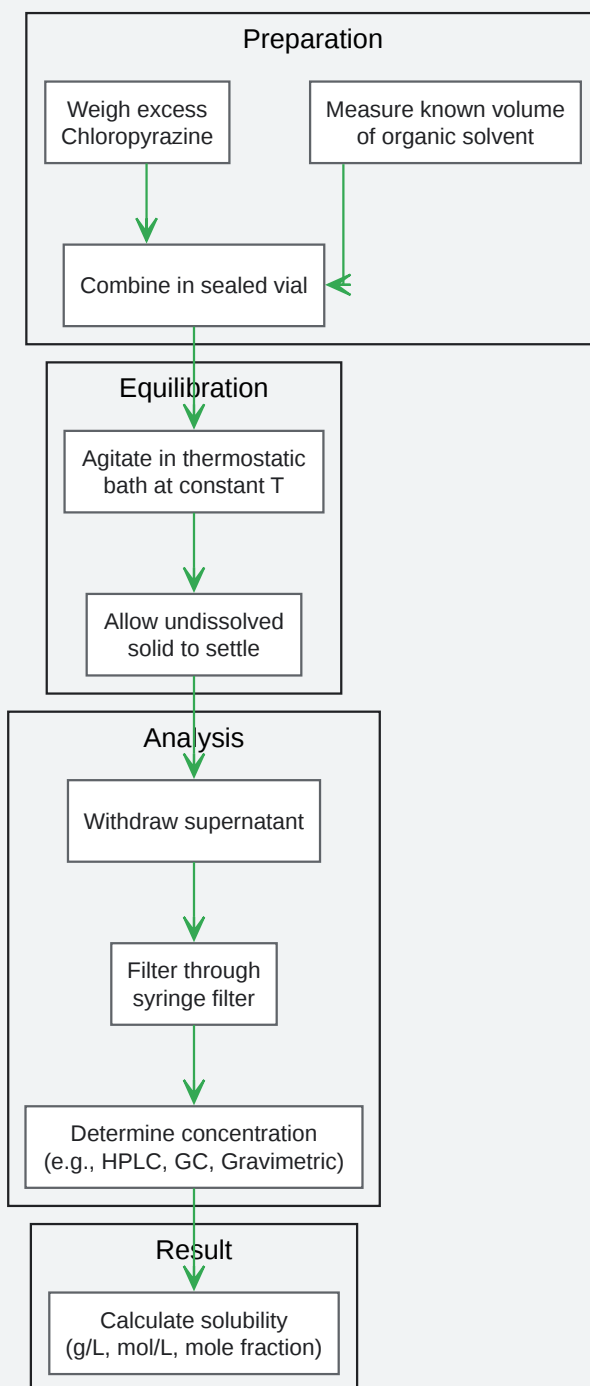 Preparation
Weigh excess
Chloropyrazine
Measure known volume
of organic solvent
Combine in sealed vial
Equilibration
Agitate in thermostatic
bath at constant T
Allow undissolved
solid to settle
Analysis
Withdraw supernatant
Filter through
syringe filter
Determine concentration
(e.g., HPLC, GC, Gravimetric)
Result
Calculate solubility
(g/L, mol/L, mole fraction)